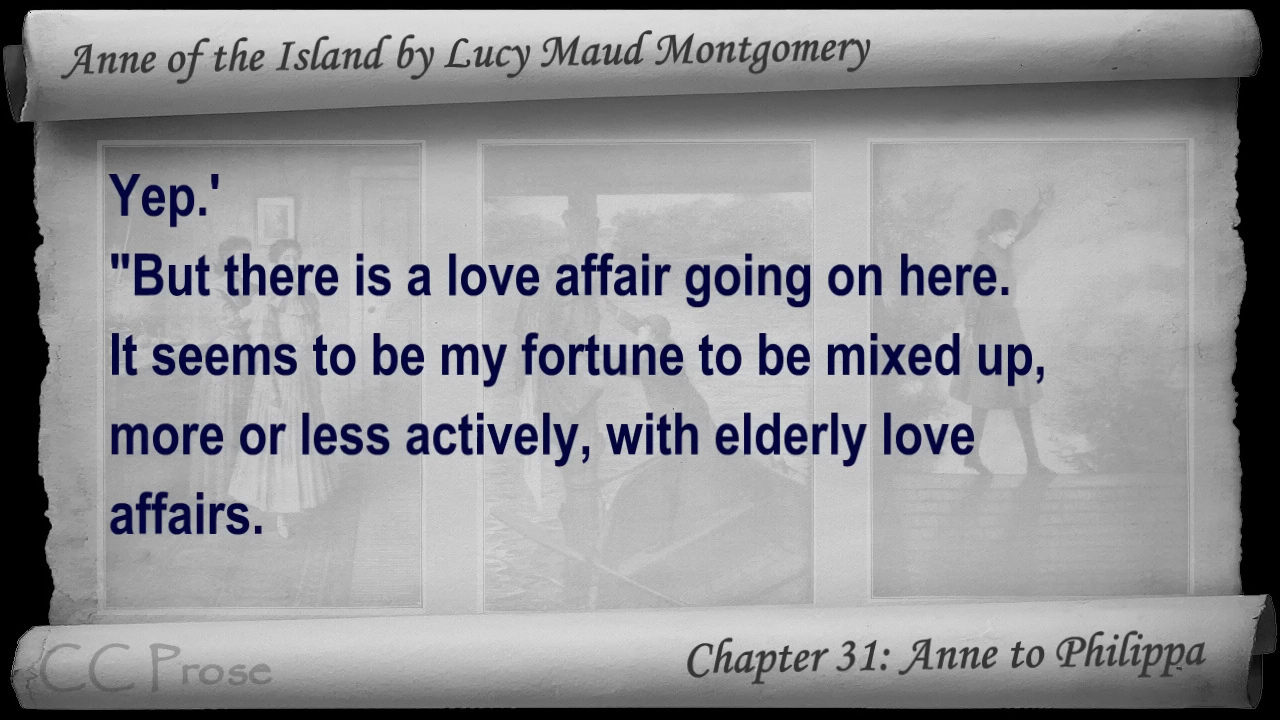 Anne of the Island by Lucy Maud Montgomery
Yep.'
"But there is a love affair going on here.
It seems to be my fortune to be mixed up,
more or less actively, with elderly love
affairs.
CC Prose
Chapter 31: Anne to Philippa